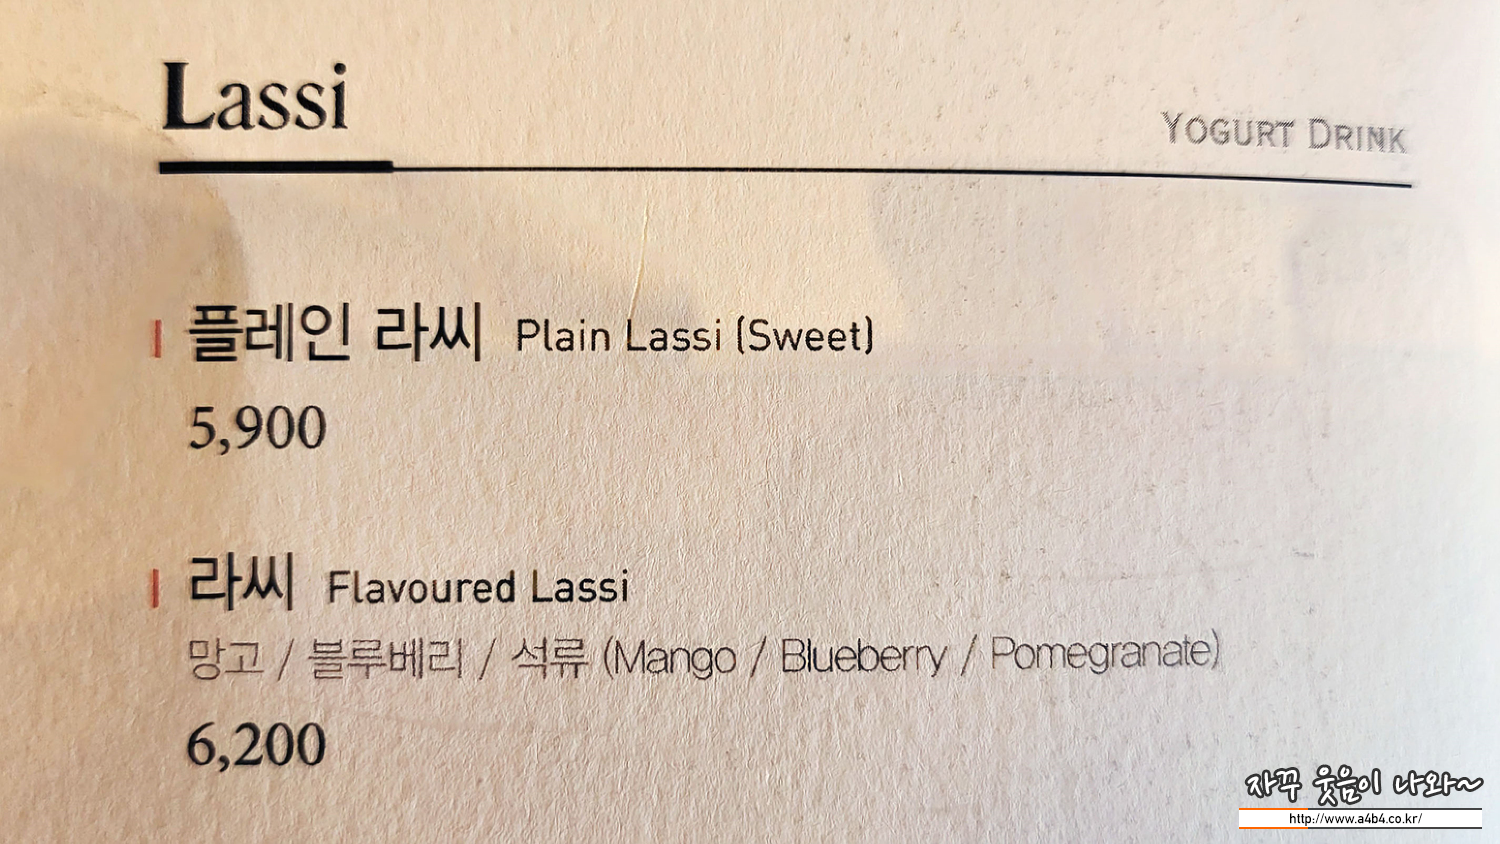 Lassi
YOGURT DRINK
플레인 라씨 Plain Lassi (Sweet)
5,900
라씨 Flavoured Lassi
망고 / 블루베리 / 석류 (Mango / Blueberry / Pomegranate)
6,200
자꾸 웃음이 나와~
http://www.a4b4.co.kr/